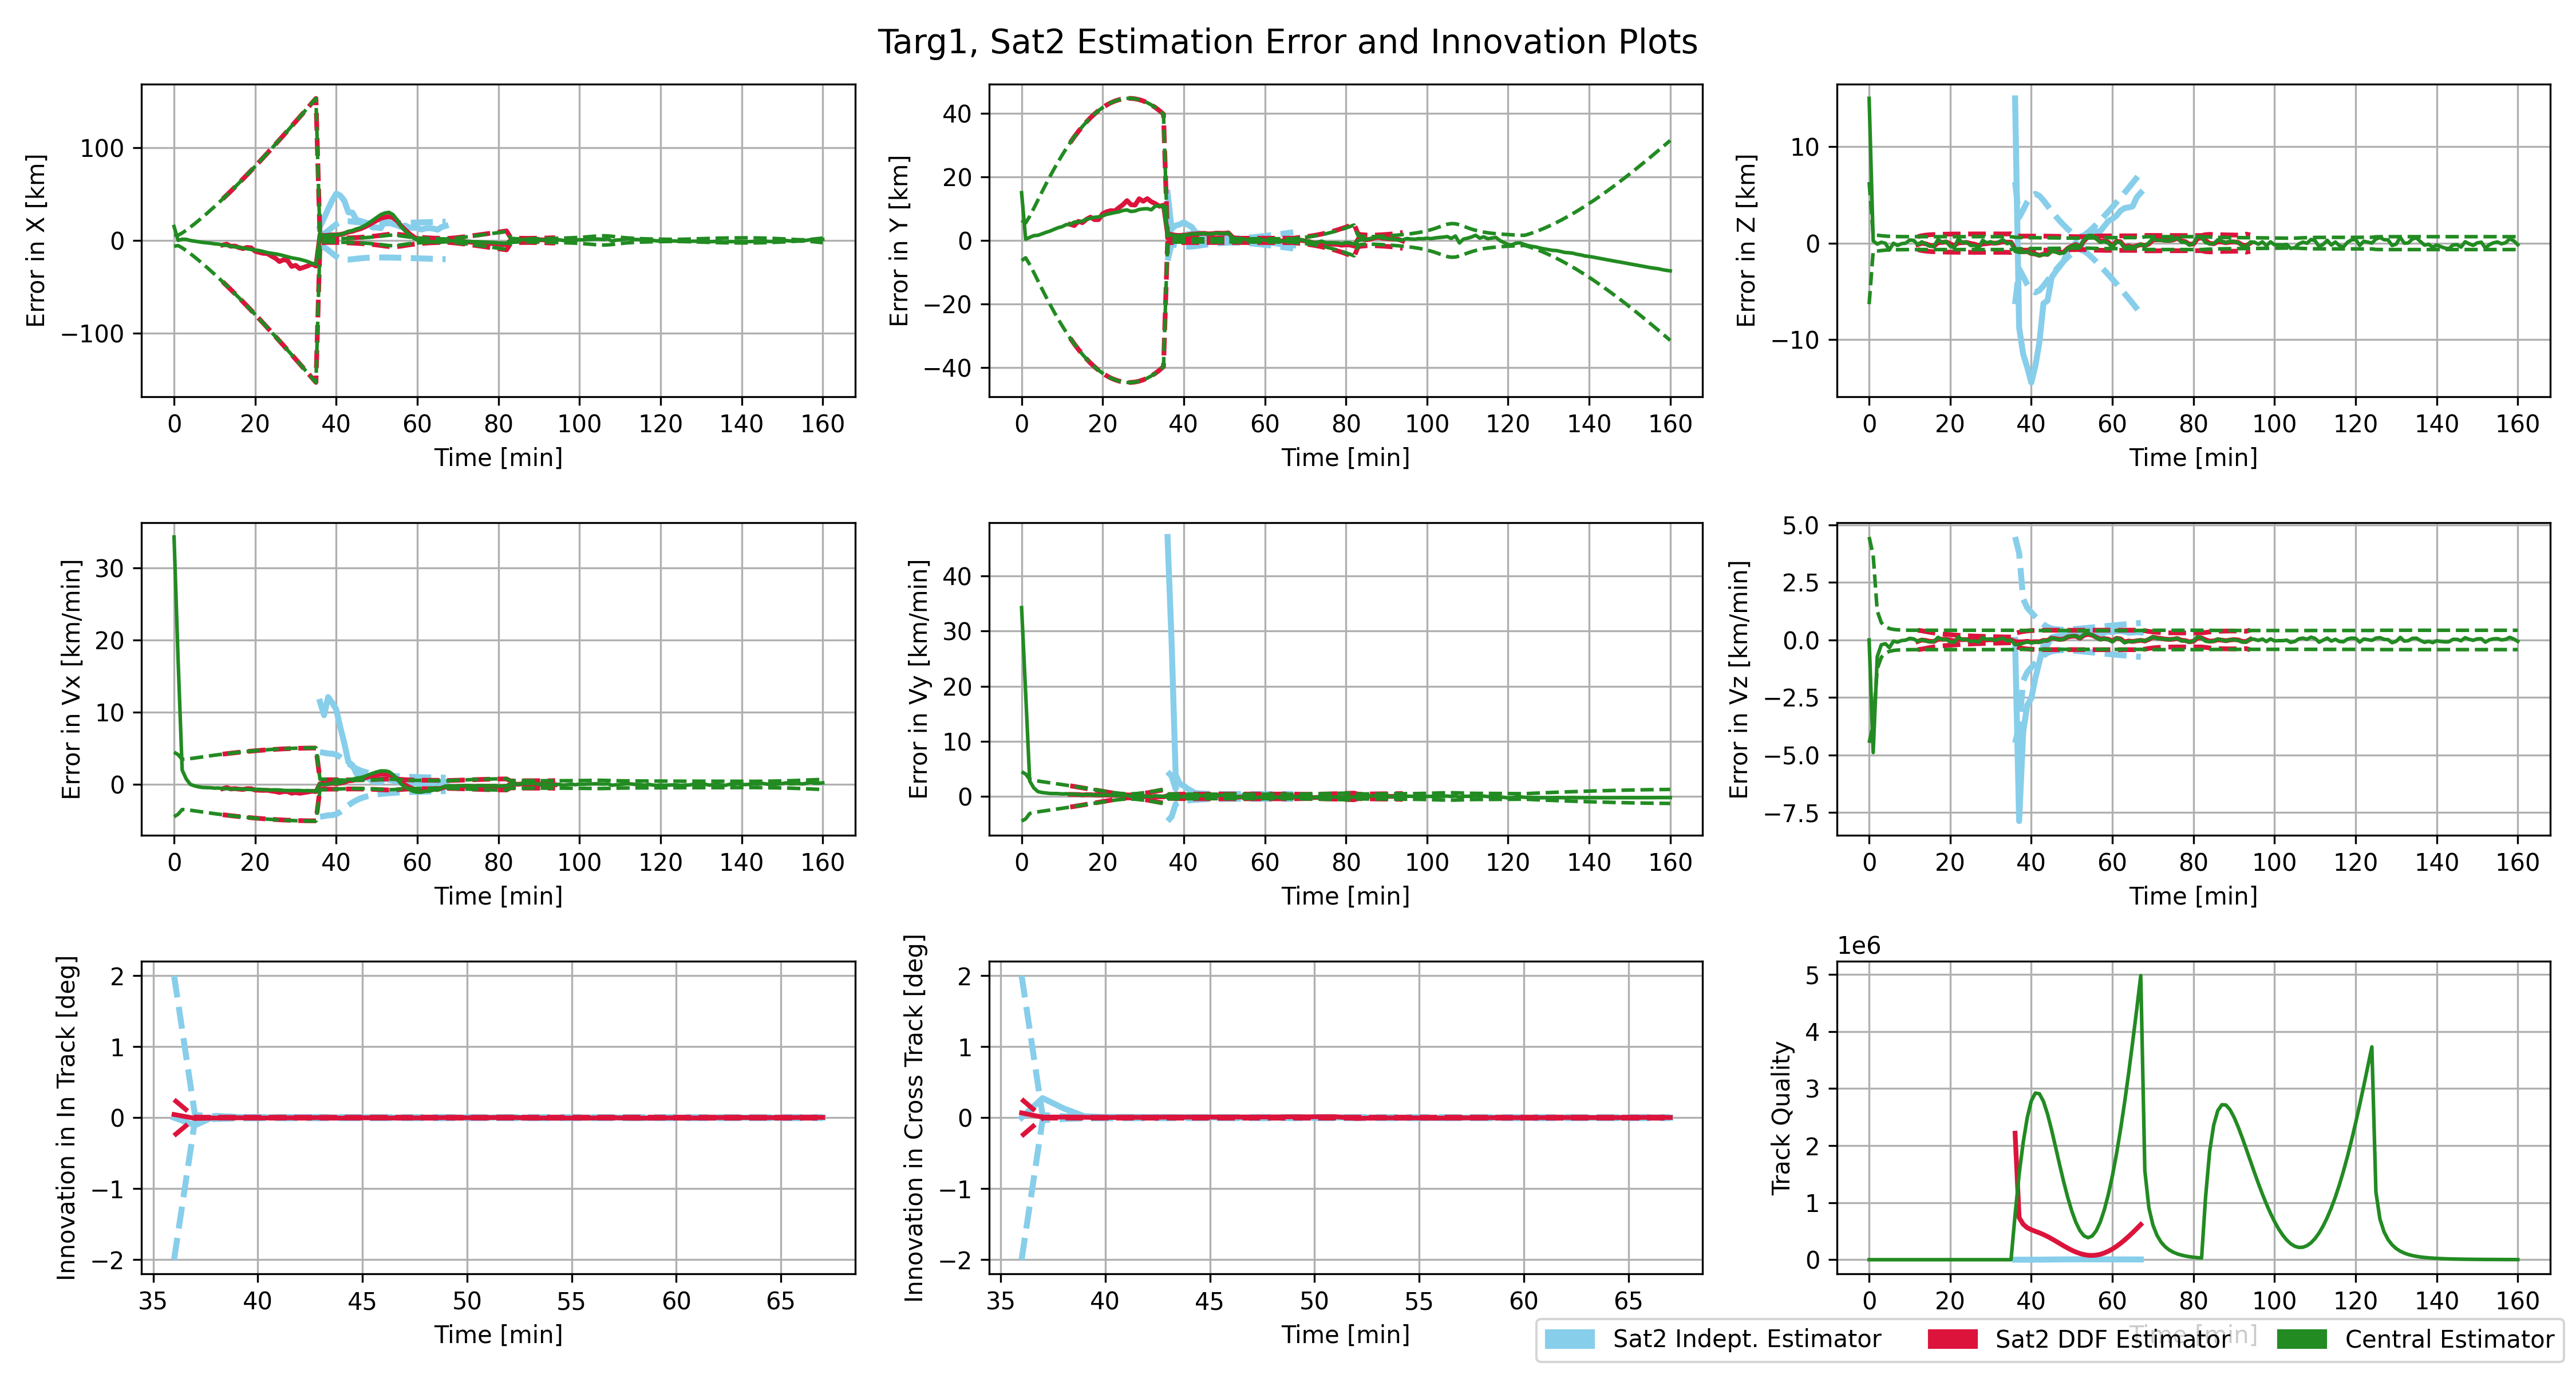 Targ1, Sat2 Estimation Error and Innovation Plots
Error in X [km]
100
0
−100
0 20 40 60 80 100 120 140 160
Time [min]
Error in Y [km]
40
20
0
−20
−40
0 20 40 60 80 100 120 140 160
Time [min]
Error in Z [km]
10
0
−10
0 20 40 60 80 100 120 140 160
Time [min]
Error in Vx [km/min]
30
20
10
0
0 20 40 60 80 100 120 140 160
Time [min]
Error in Vy [km/min]
40
30
20
10
0
0 20 40 60 80 100 120 140 160
Time [min]
Error in Vz [km/min]
5.0
2.5
0.0
−2.5
−5.0
−7.5
0 20 40 60 80 100 120 140 160
Time [min]
Innovation in In Track [deg]
2
1
0
−1
−2
35 40 45 50 55 60 65
Time [min]
Innovation in Cross Track [deg]
2
1
0
−1
−2
35 40 45 50 55 60 65
Time [min]
1e6
Track Quality
5
4
3
2
1
0
0 20 40 60 80 100 120 140 160
Time [min]
Sat2 Indept. Estimator Sat2 DDF Estimator Central Estimator